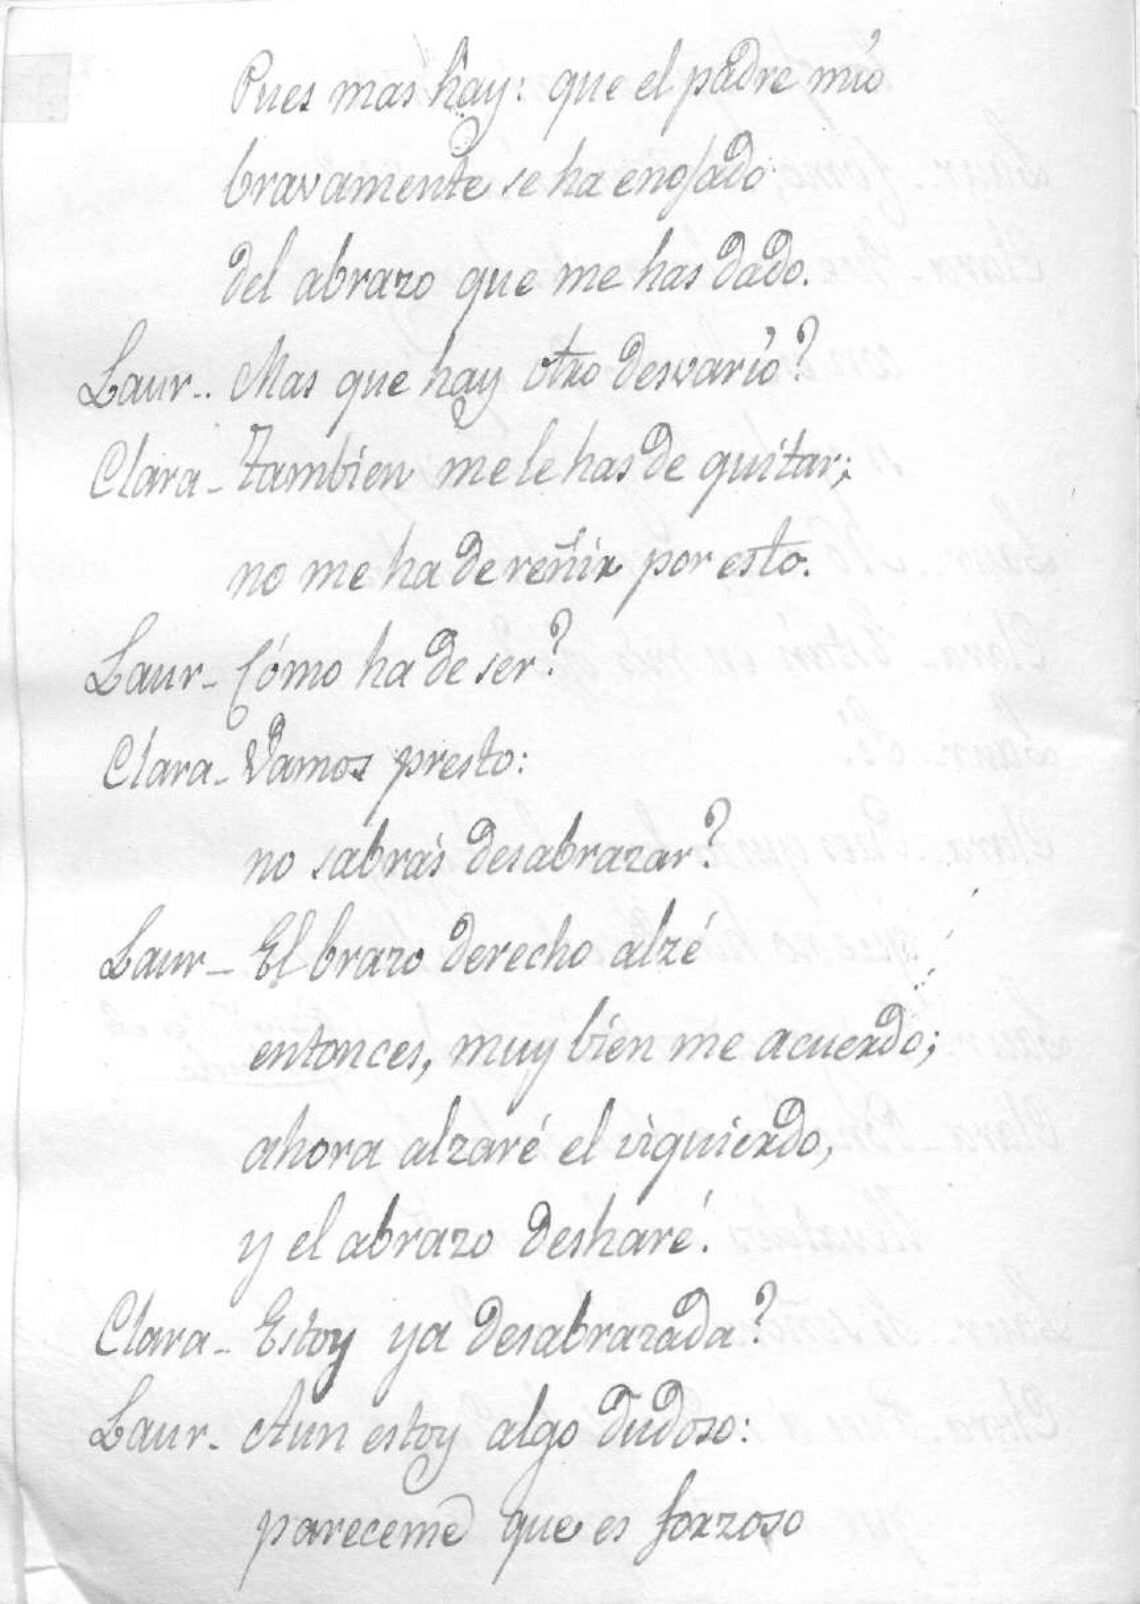 Pues mas hay: que el padre mío
bravamente se ha enojado
del abrazo que me has dado.
Laur.. Mas que hay otro desvarío?
Clara - Tambien me le has de quitar;
no me ha de reñir por esto.
Laur - Cómo ha de ser?
Clara - Vamos presto:
no sabrás desabrazar?
Laur - El brazo derecho alzé
entonces, muy bien me acuerdo;
ahora alzaré el izquierdo,
y el abrazo desharé.
Clara - Estoy ya desabrazada?
Laur - Aun estoy algo dudoso:
pareceme que es forzoso